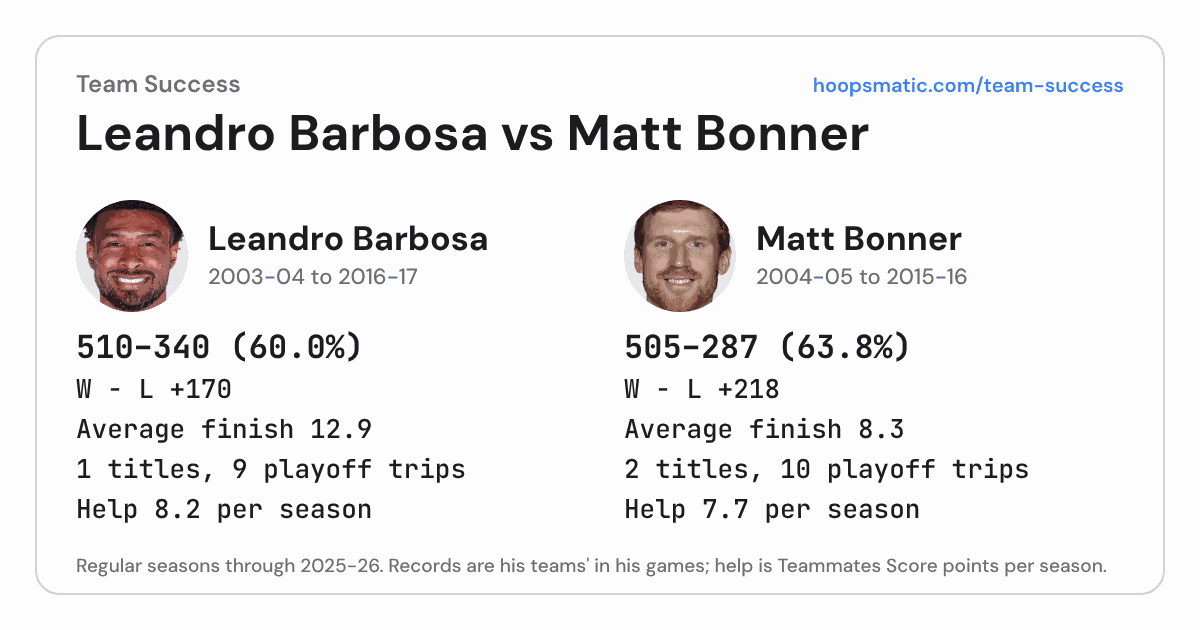 Team Success
hoopsmatic.com/team-success
Leandro Barbosa vs Matt Bonner
Leandro Barbosa
2003-04 to 2016-17
510-340 (60.0%)
W - L +170
Average finish 12.9
1 titles, 9 playoff trips
Help 8.2 per season
Matt Bonner
2004-05 to 2015-16
505-287 (63.8%)
W - L +218
Average finish 8.3
2 titles, 10 playoff trips
Help 7.7 per season
Regular seasons through 2025-26. Records are his teams' in his games; help is Teammates Score points per season.